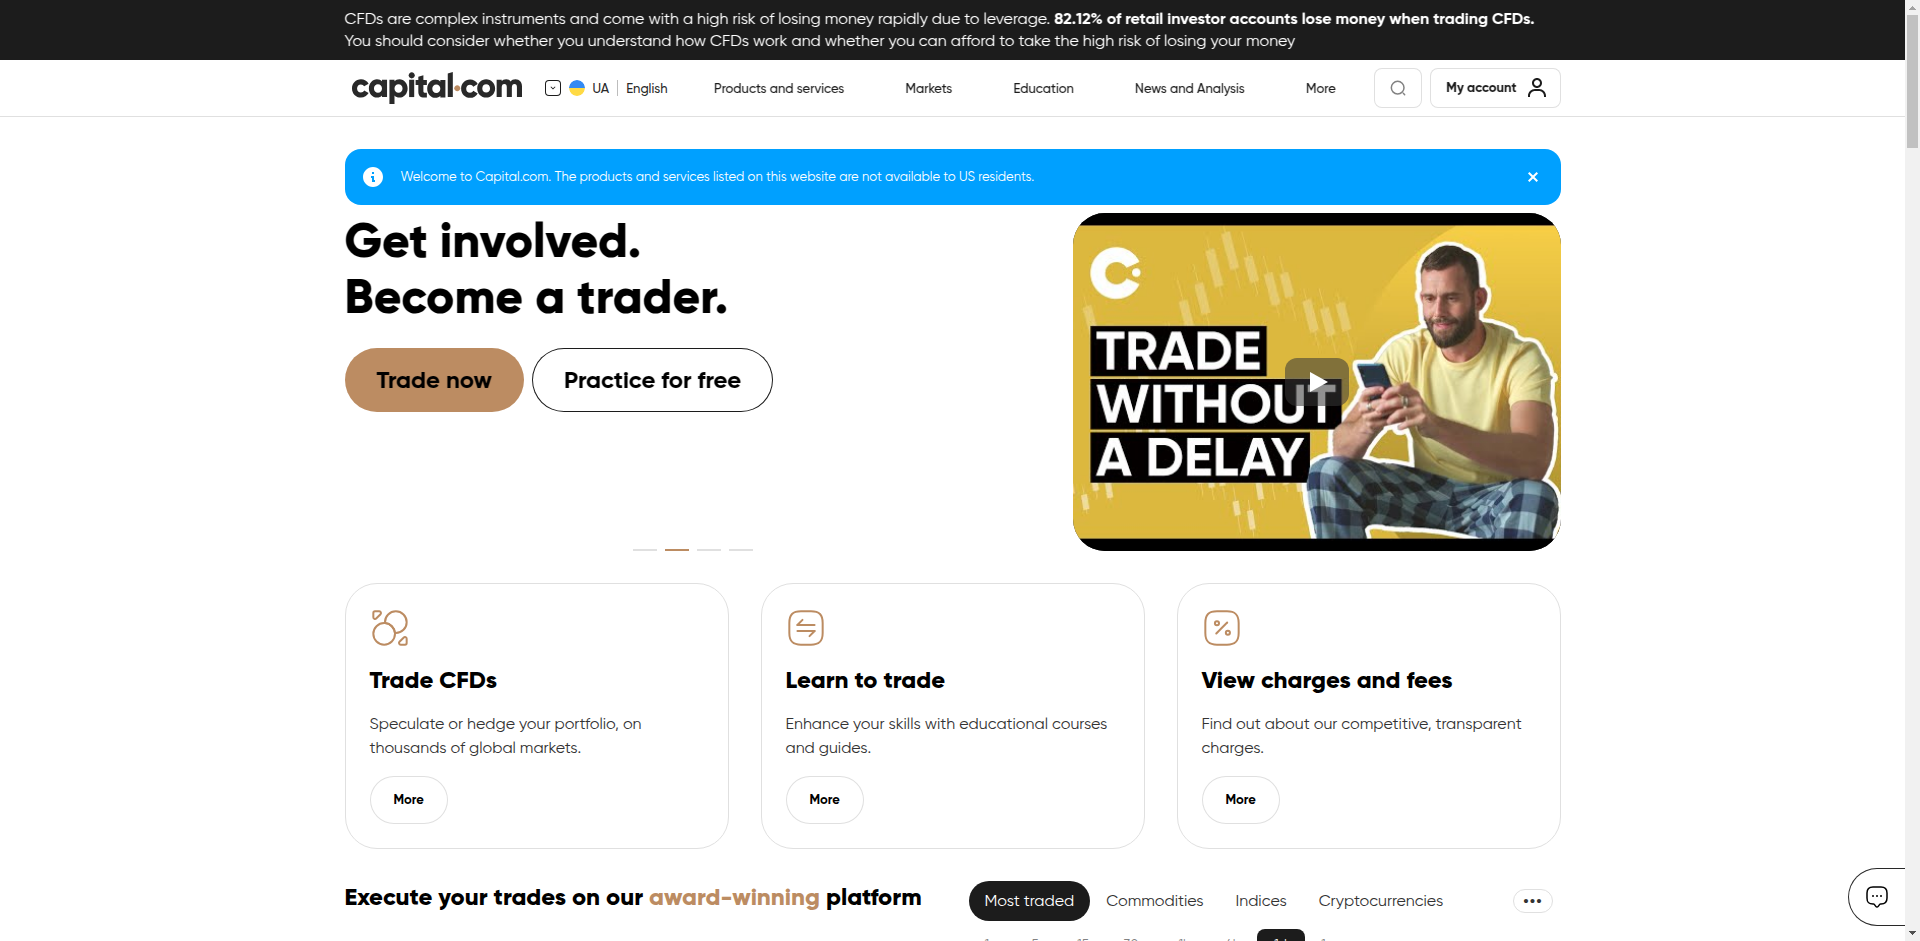 CFDs are complex instruments and come with a high risk of losing money rapidly due to leverage. 82.12% of retail investor accounts lose money when trading CFDs.
You should consider whether you understand how CFDs work and whether you can afford to take the high risk of losing your money
capital.com
UA English
Products and services
Markets
Education
News and Analysis
More
My account
Welcome to Capital.com. The products and services listed on this website are not available to US residents.
Get involved.
Become a trader.
Trade now
Practice for free
TRADE
WITHOUT
A DELAY
Trade CFDs
Speculate or hedge your portfolio, on
thousands of global markets.
More
Learn to trade
Enhance your skills with educational courses
and guides.
More
View charges and fees
Find out about our competitive, transparent
charges.
More
Execute your trades on our award-winning platform
Most traded
Commodities
Indices
Cryptocurrencies